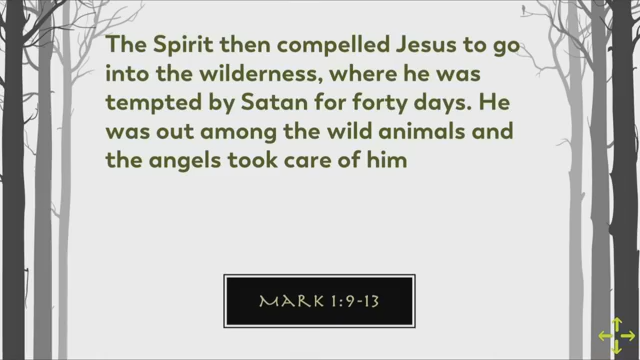 The Spirit then compelled Jesus to go
into the wilderness, where he was
tempted by Satan for forty days. He
was out among the wild animals and
the angels took care of him
Mark 1:9-13